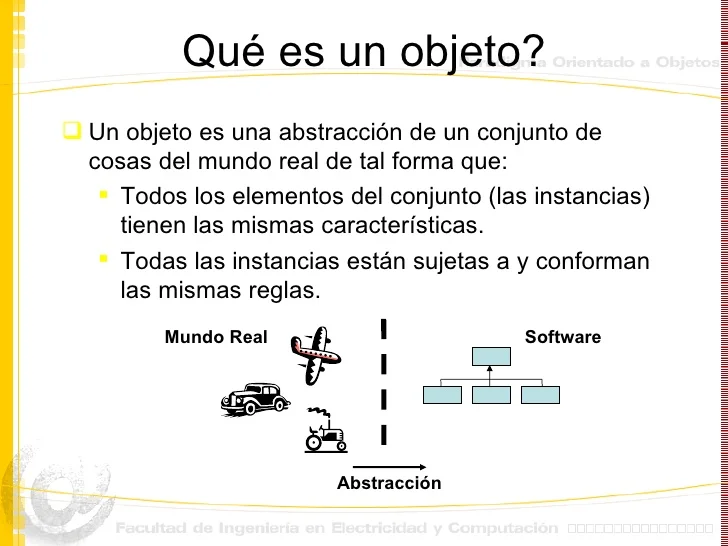 Qué es un objeto?
Orientado a Objetos
Un objeto es una abstracción de un conjunto de
cosas del mundo real de tal forma que:
Todos los elementos del conjunto (las instancias)
tienen las mismas características.
Todas las instancias están sujetas a y conforman
las mismas reglas.
Mundo Real
Software
Abstracción
Facultad de Ingeniería en Electricidad y Computación